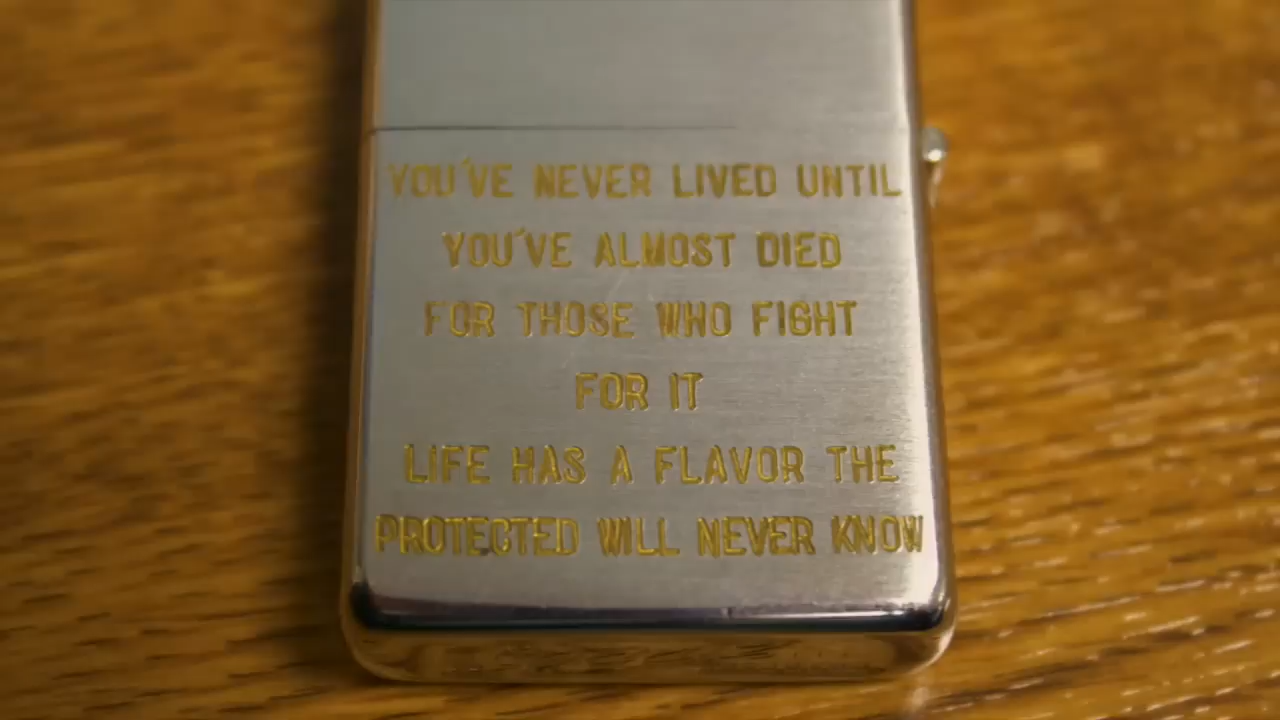 YOU'VE NEVER LIVED UNTIL
YOU'VE ALMOST DIED
FOR THOSE WHO FIGHT
FOR IT
LIFE HAS A FLAVOR THE
PROTECTED WILL NEVER KNOW